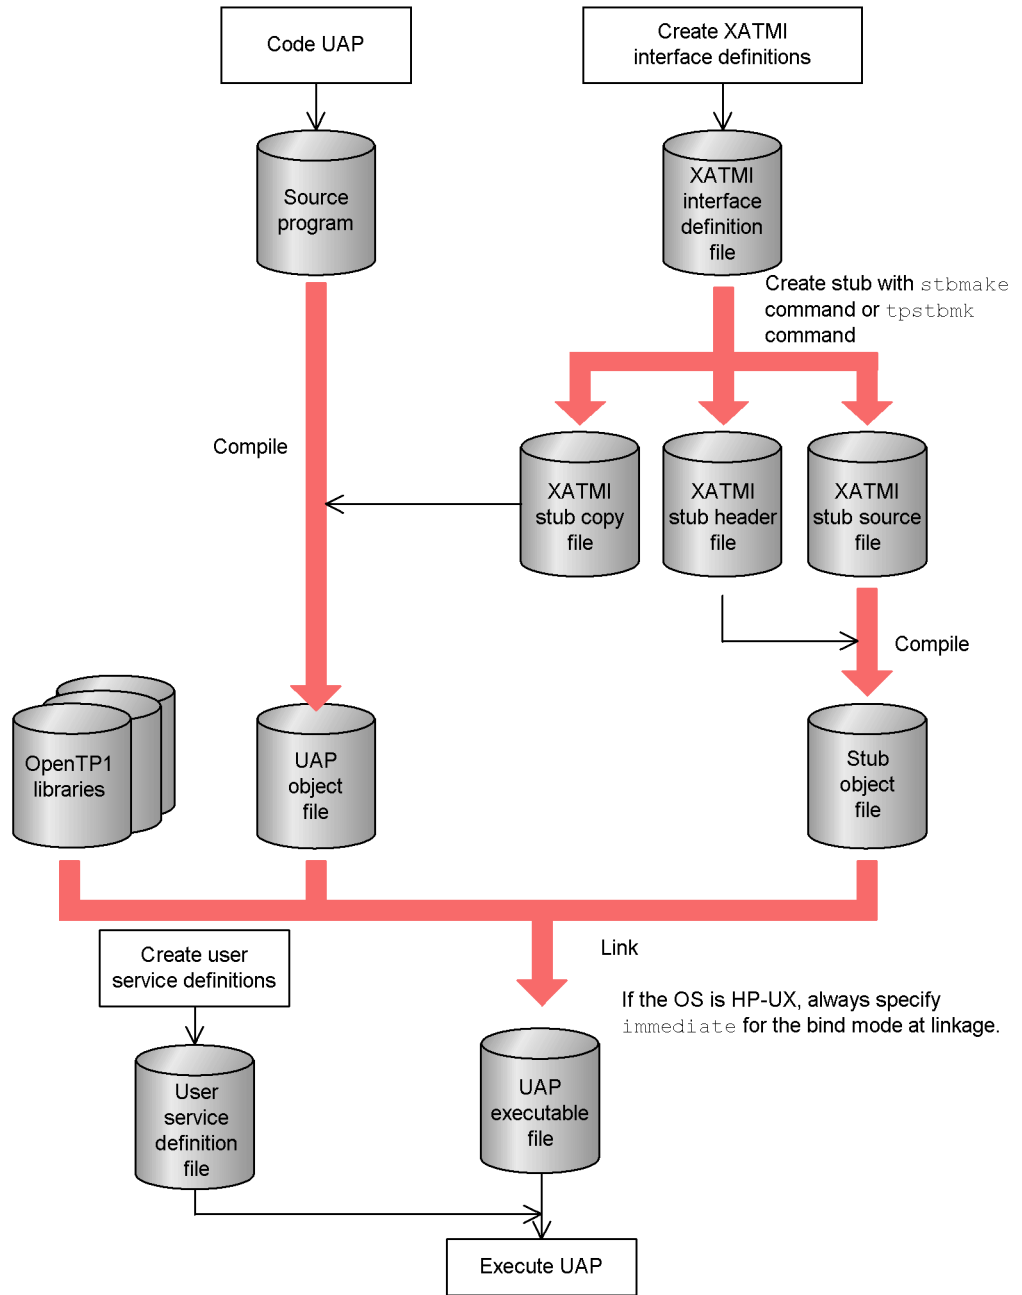 Code UAP
Create XATMI
interface definitions
Source
program
XATMI
interface
definition
file
Create stub with stbmake
command or tpstbmk
command
Compile
XATMI
stub copy
file
XATMI
stub header
file
XATMI
stub source
file
Compile
OpenTP1
libraries
UAP
object
file
Stub
object
file
Create user
service definitions
Link
If the OS is HP-UX, always specify
immediate for the bind mode at linkage.
User
service
definition
file
UAP
executable
file
Execute UAP